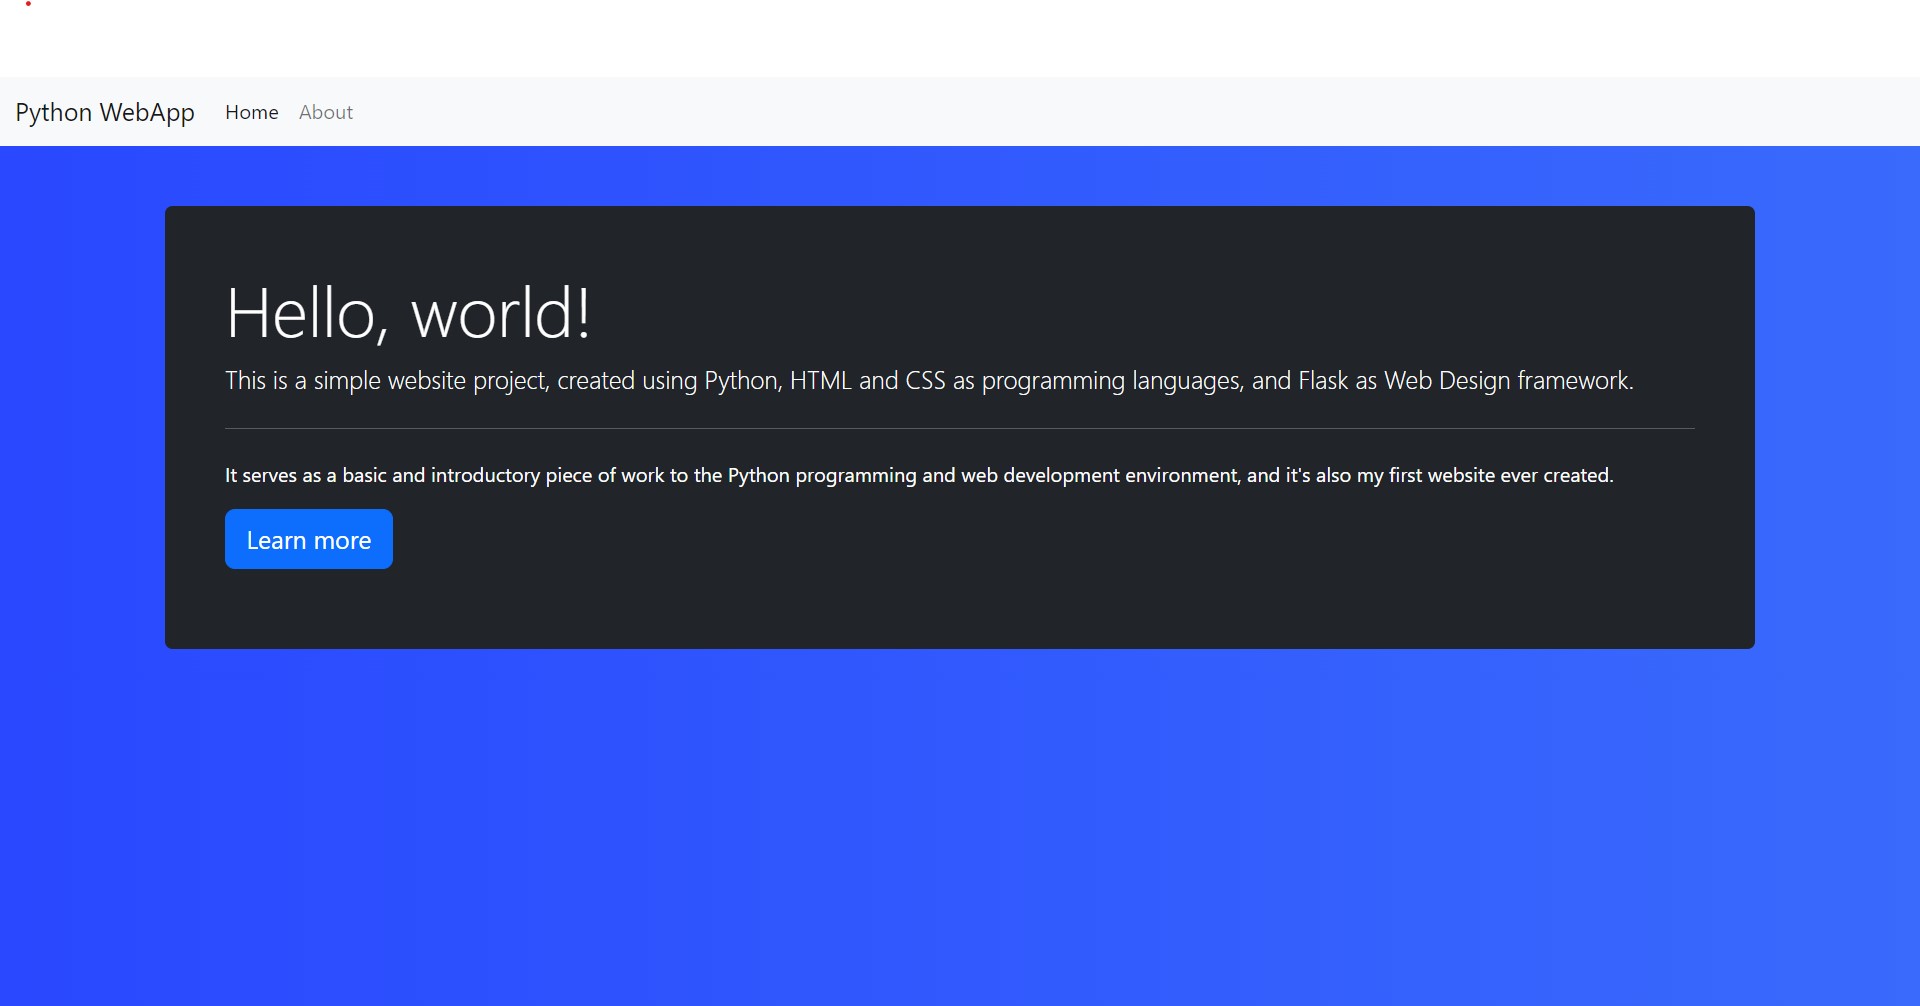 Python WebApp Home About
Hello, world!
This is a simple website project, created using Python, HTML and CSS as programming languages, and Flask as Web Design framework.
It serves as a basic and introductory piece of work to the Python programming and web development environment, and it's also my first website ever created.
Learn more